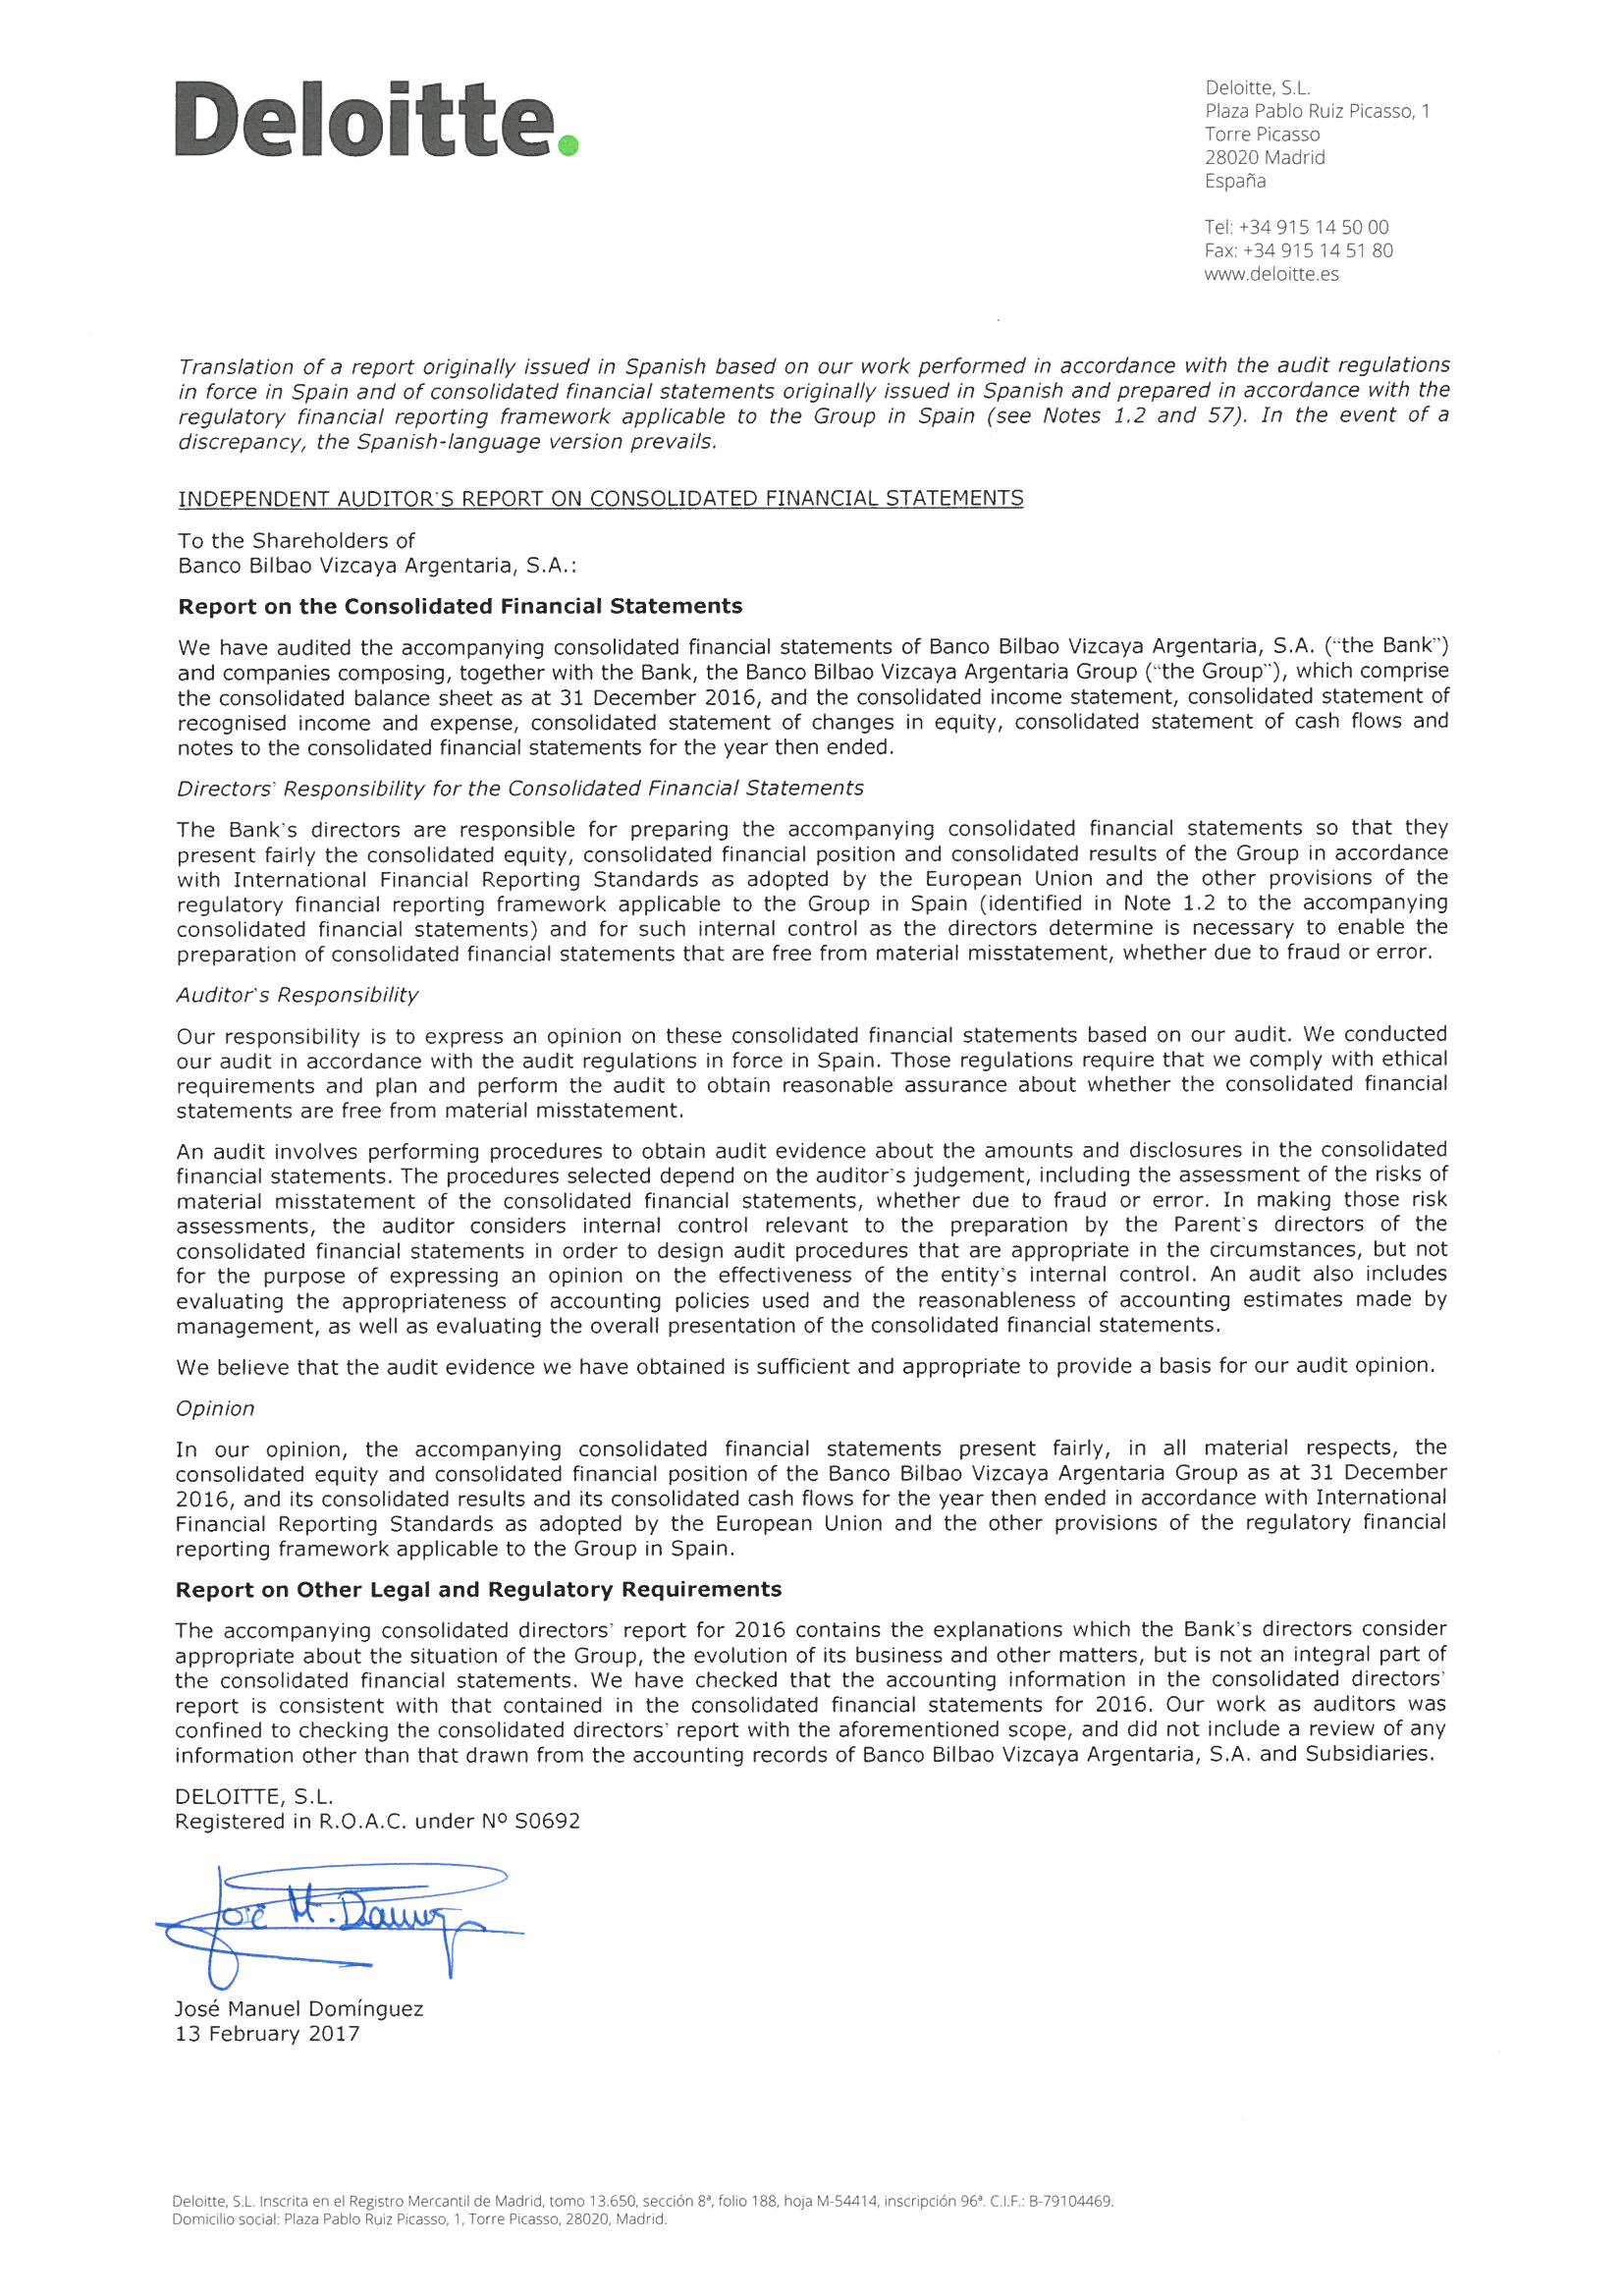 Deloitte.
Deloitte, S.L.
Plaza Pablo Ruiz Picasso, 1
Torre Picasso
28020 Madrid
España
Tel: +34 915 14 50 00
Fax: +34 915 14 51 80
www.deloitte.es
Translation of a report originally issued in Spanish based on our work performed in accordance with the audit regulations
in force in Spain and of consolidated financial statements originally issued in Spanish and prepared in accordance with the
regulatory financial reporting framework applicable to the Group in Spain (see Notes 1.2 and 57). In the event of a
discrepancy, the Spanish-language version prevails.
INDEPENDENT AUDITOR'S REPORT ON CONSOLIDATED FINANCIAL STATEMENTS
To the Shareholders of
Banco Bilbao Vizcaya Argentaria, S.A.:
Report on the Consolidated Financial Statements
We have audited the accompanying consolidated financial statements of Banco Bilbao Vizcaya Argentaria, S.A. (“the Bank”)
and companies composing, together with the Bank, the Banco Bilbao Vizcaya Argentaria Group (“the Group”), which comprise
the consolidated balance sheet as at 31 December 2016, and the consolidated income statement, consolidated statement of
recognised income and expense, consolidated statement of changes in equity, consolidated statement of cash flows and
notes to the consolidated financial statements for the year then ended.
Directors' Responsibility for the Consolidated Financial Statements
The Bank's directors are responsible for preparing the accompanying consolidated financial statements so that they
present fairly the consolidated equity, consolidated financial position and consolidated results of the Group in accordance
with International Financial Reporting Standards as adopted by the European Union and the other provisions of the
regulatory financial reporting framework applicable to the Group in Spain (identified in Note 1.2 to the accompanying
consolidated financial statements) and for such internal control as the directors determine is necessary to enable the
preparation of consolidated financial statements that are free from material misstatement, whether due to fraud or error.
Auditor's Responsibility
Our responsibility is to express an opinion on these consolidated financial statements based on our audit. We conducted
our audit in accordance with the audit regulations in force in Spain. Those regulations require that we comply with ethical
requirements and plan and perform the audit to obtain reasonable assurance about whether the consolidated financial
statements are free from material misstatement.
An audit involves performing procedures to obtain audit evidence about the amounts and disclosures in the consolidated
financial statements. The procedures selected depend on the auditor's judgement, including the assessment of the risks of
material misstatement of the consolidated financial statements, whether due to fraud or error. In making those risk
assessments, the auditor considers internal control relevant to the preparation by the Parent's directors of the
consolidated financial statements in order to design audit procedures that are appropriate in the circumstances, but not
for the purpose of expressing an opinion on the effectiveness of the entity's internal control. An audit also includes
evaluating the appropriateness of accounting policies used and the reasonableness of accounting estimates made by
management, as well as evaluating the overall presentation of the consolidated financial statements.
We believe that the audit evidence we have obtained is sufficient and appropriate to provide a basis for our audit opinion.
Opinion
In our opinion, the accompanying consolidated financial statements present fairly, in all material respects, the
consolidated equity and consolidated financial position of the Banco Bilbao Vizcaya Argentaria Group as at 31 December
2016, and its consolidated results and its consolidated cash flows for the year then ended in accordance with International
Financial Reporting Standards as adopted by the European Union and the other provisions of the regulatory financial
reporting framework applicable to the Group in Spain.
Report on Other Legal and Regulatory Requirements
The accompanying consolidated directors' report for 2016 contains the explanations which the Bank's directors consider
appropriate about the situation of the Group, the evolution of its business and other matters, but is not an integral part of
the consolidated financial statements. We have checked that the accounting information in the consolidated directors'
report is consistent with that contained in the consolidated financial statements for 2016. Our work as auditors was
confined to checking the consolidated directors' report with the aforementioned scope, and did not include a review of any
information other than that drawn from the accounting records of Banco Bilbao Vizcaya Argentaria, S.A. and Subsidiaries.
DELOITTE, S.L.
Registered in R.O.A.C. under Nº S0692
José M.
José Manuel Domínguez
13 February 2017
Deloitte, S.L. Inscrita en el Registro Mercantil de Madrid, tomo 13.650, sección 8ª, folio 188, hoja M-54414, inscripción 96ª. C.I.F.: B-79104469.
Domicilio social: Plaza Pablo Ruiz Picasso, 1, Torre Picasso, 28020, Madrid.